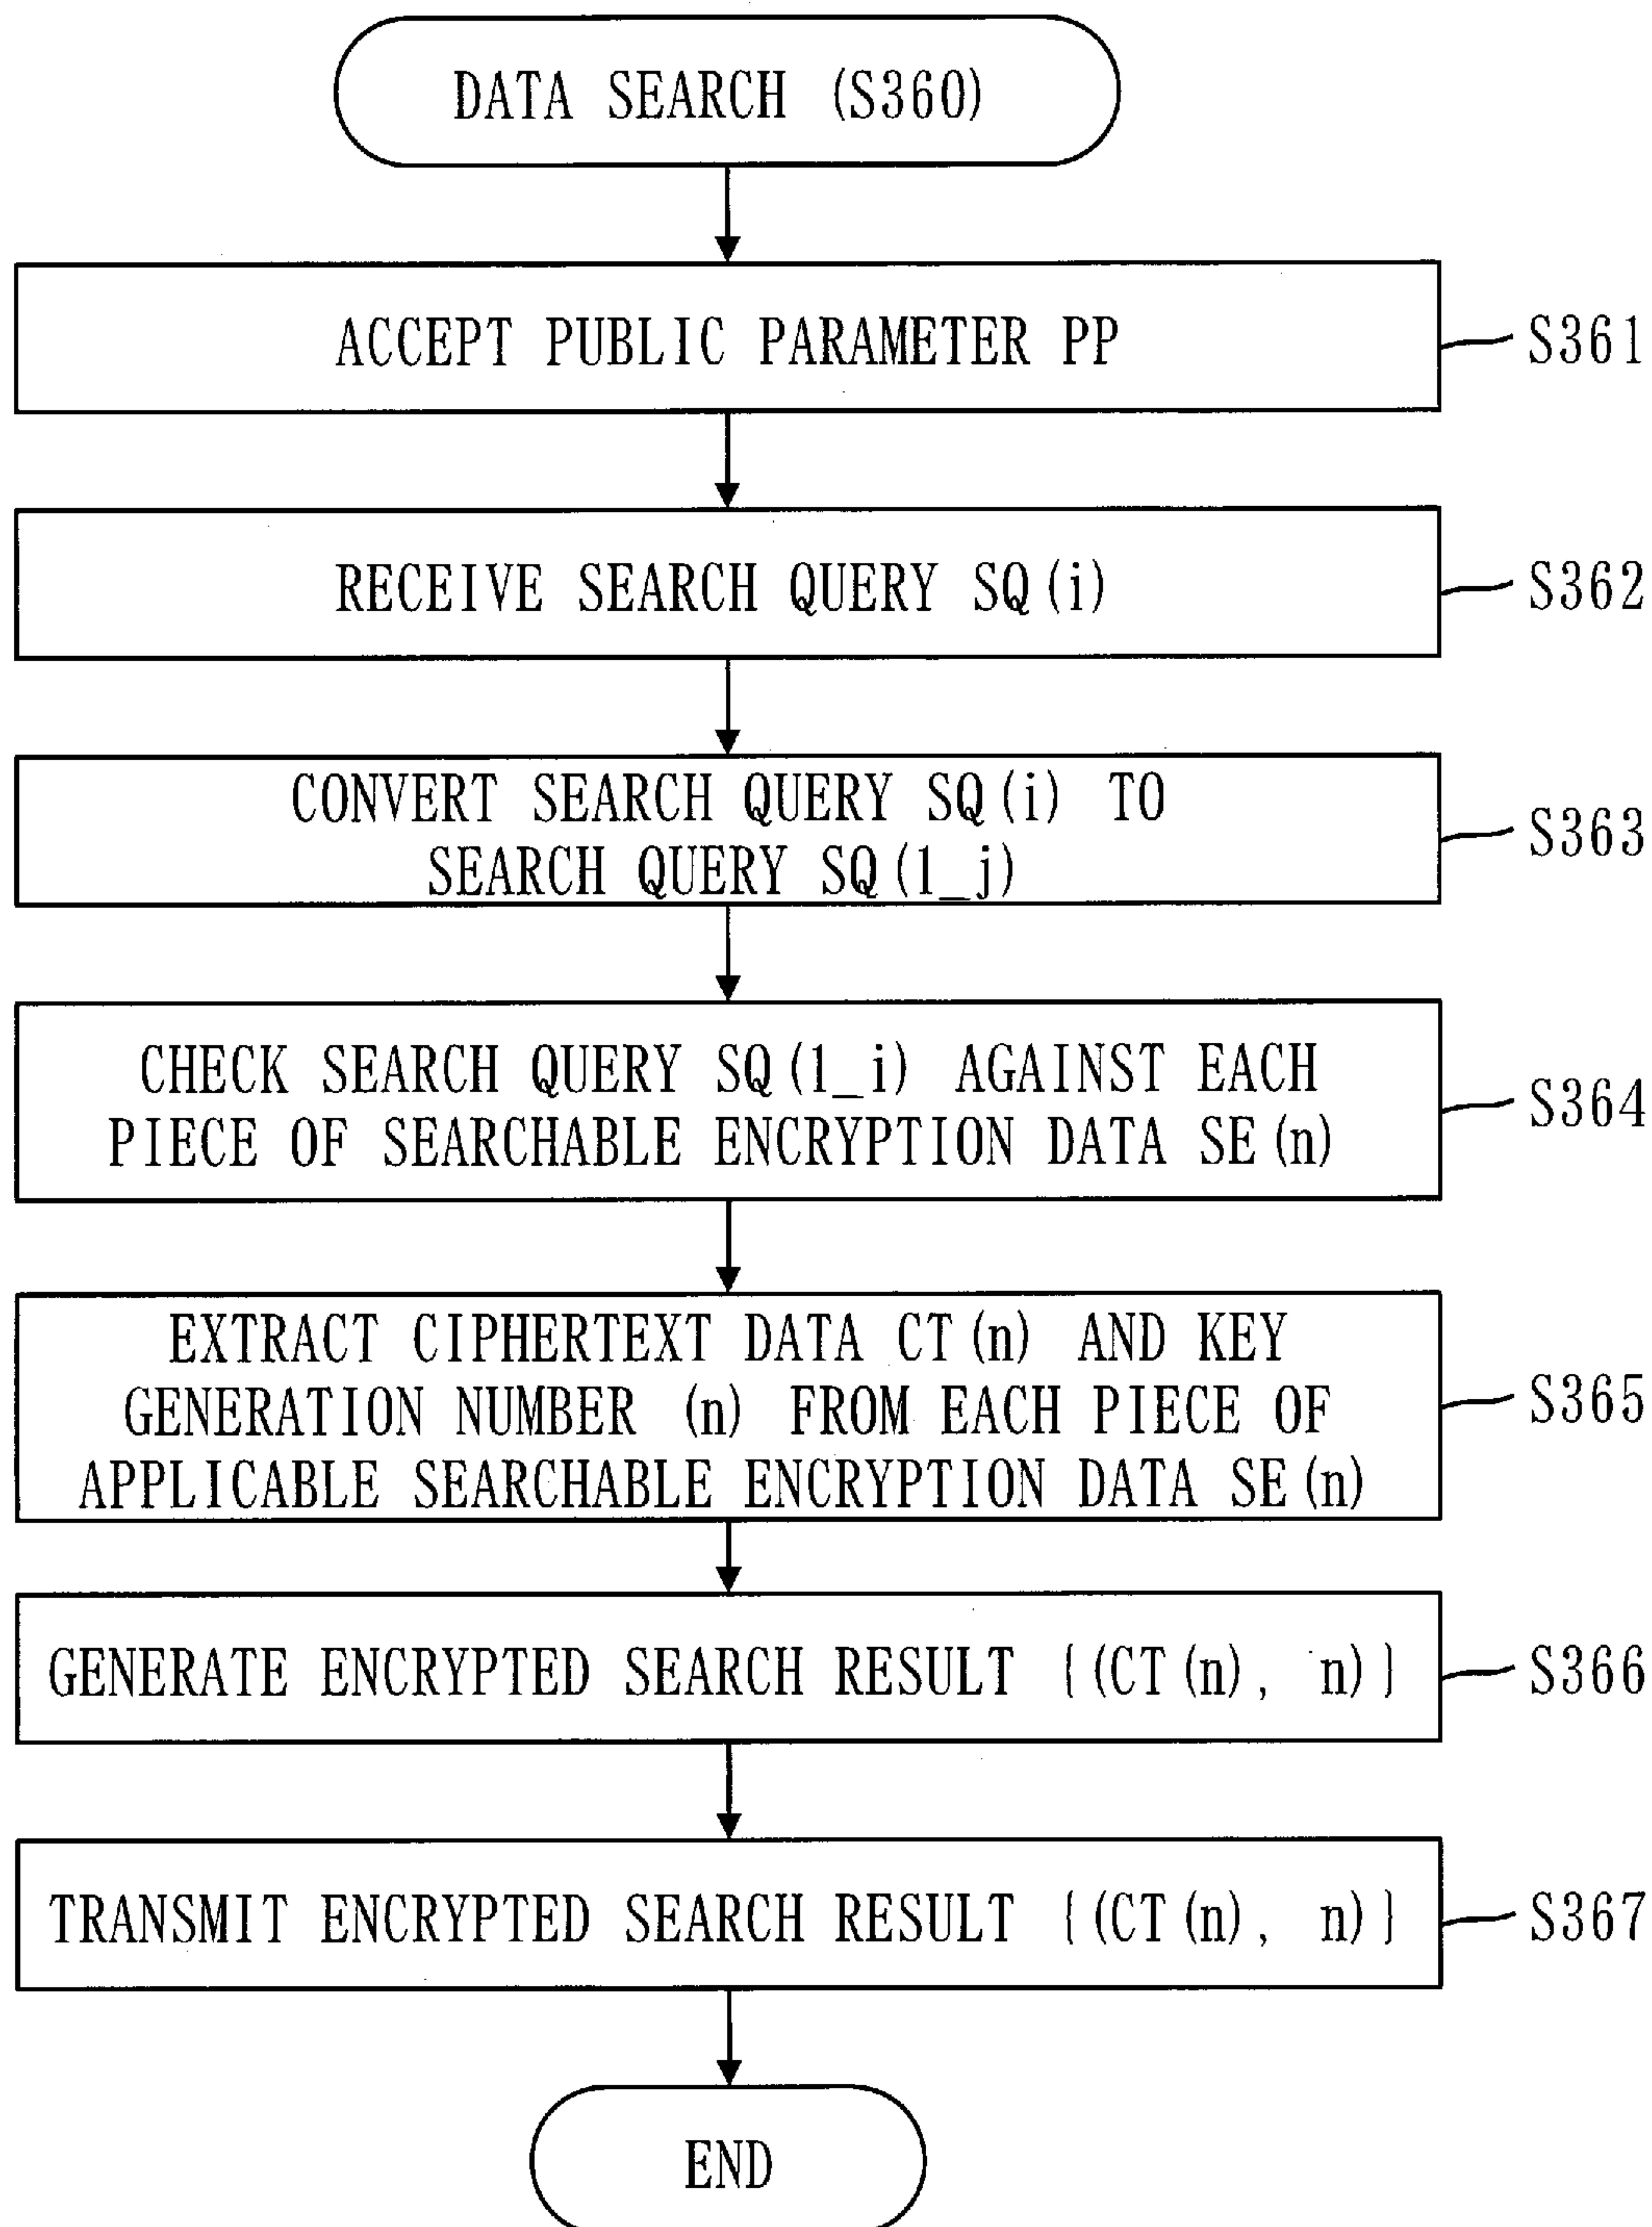 DATA SEARCH (S360)
ACCEPT PUBLIC PARAMETER PP
S361
RECEIVE SEARCH QUERY SQ(i)
S362
CONVERT SEARCH QUERY SQ(i) TO
SEARCH QUERY SQ(1_j)
S363
CHECK SEARCH QUERY SQ(1_i) AGAINST EACH
PIECE OF SEARCHABLE ENCRYPTION DATA SE(n)
S364
EXTRACT CIPHERTEXT DATA CT(n) AND KEY
GENERATION NUMBER (n) FROM EACH PIECE OF
APPLICABLE SEARCHABLE ENCRYPTION DATA SE(n)
S365
GENERATE ENCRYPTED SEARCH RESULT {(CT(n), n)}
S366
TRANSMIT ENCRYPTED SEARCH RESULT {(CT(n), n)}
S367
END